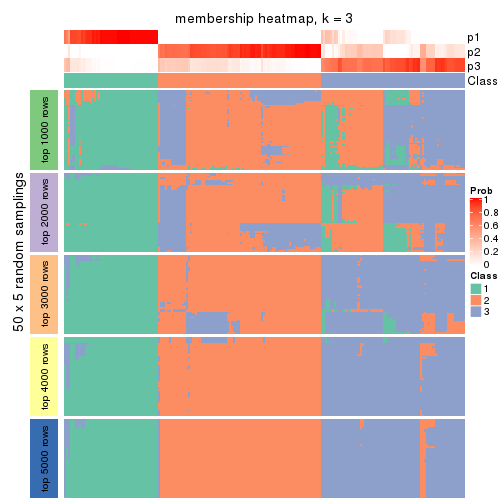 membership heatmap, k = 3
p1
p2
p3
Class
50 x 5 random samplings
top 1000 rows
top 2000 rows
top 3000 rows
top 4000 rows
top 5000 rows
Prob
1
0.8
0.6
0.4
0.2
0
Class
1
2
3